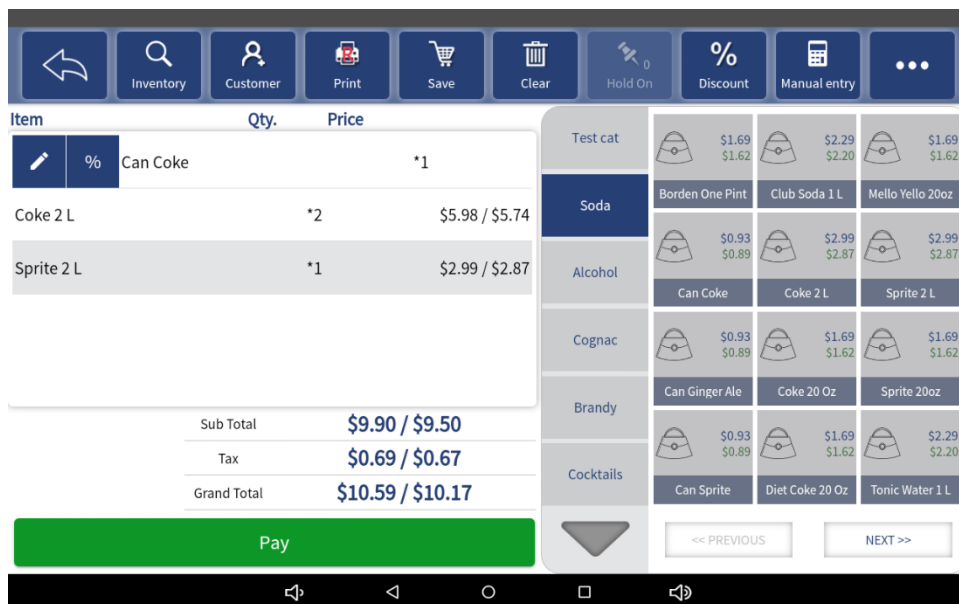 Inventory Customer Print Save Clear 0 Hold On % Discount Manual entry
Item Qty. Price
% Can Coke *1
Coke 2 L *2 $5.98 / $5.74
Sprite 2 L *1 $2.99 / $2.87
Sub Total $9.90 / $9.50
Tax $0.69 / $0.67
Grand Total $10.59 / $10.17
Pay
Test cat
Soda
Alcohol
Cognac
Brandy
Cocktails
$1.69 $2.29 $1.69
$1.62 $2.20 $1.62
Borden One Pint Club Soda 1 L Mello Yello 20oz
$0.93 $2.99 $2.99
$0.89 $2.87 $2.87
Can Coke Coke 2 L Sprite 2 L
$0.93 $1.69 $1.69
$0.89 $1.62 $1.62
Can Ginger Ale Coke 20 Oz Sprite 20oz
$0.93 $1.69 $2.29
$0.89 $1.62 $2.20
Can Sprite Diet Coke 20 Oz Tonic Water 1 L
<< PREVIOUS NEXT >>